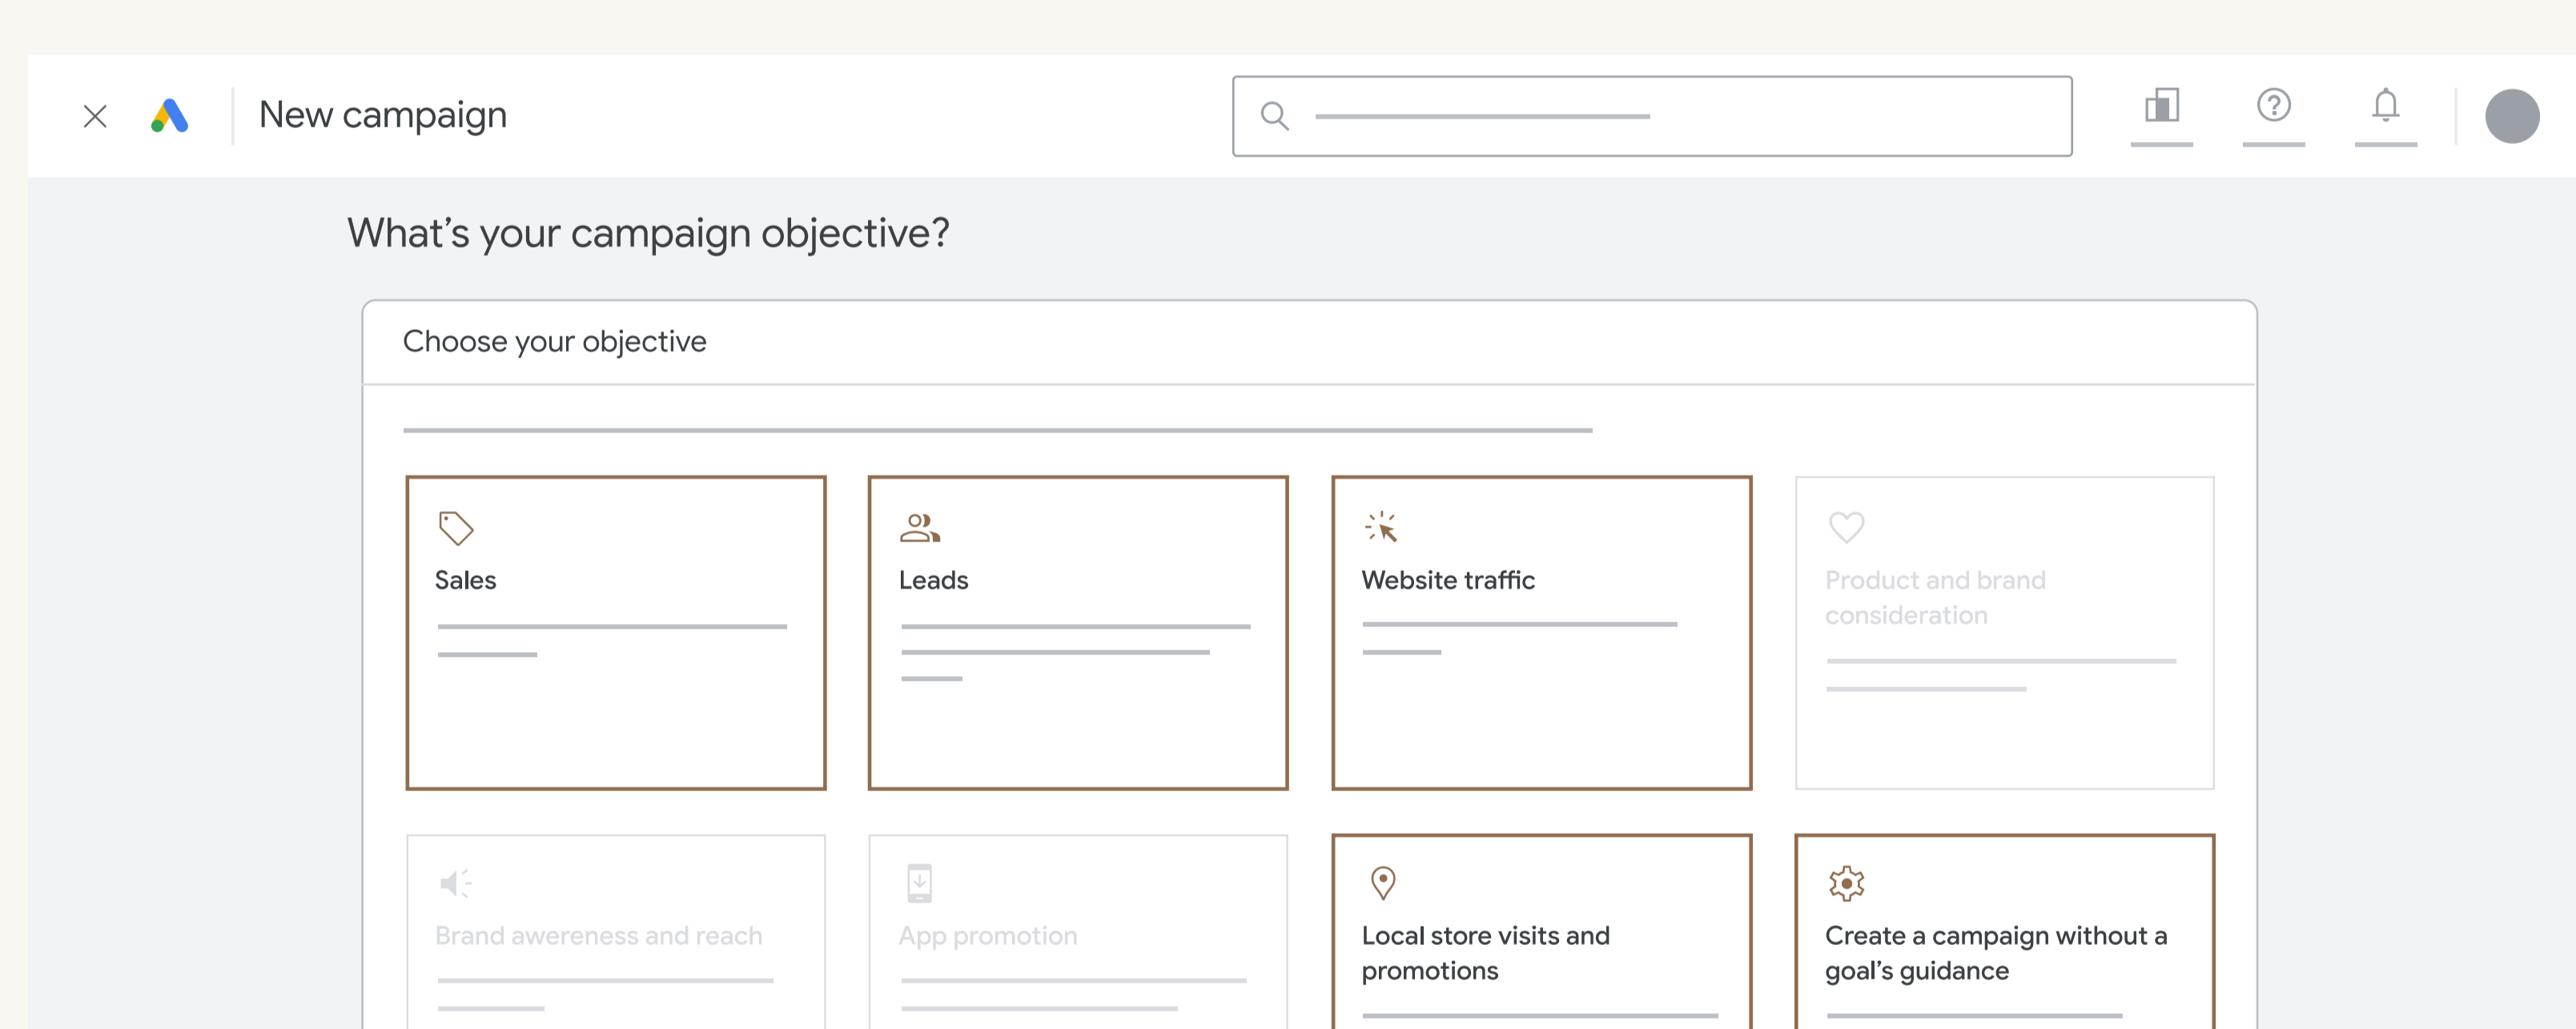 New campaign
What’s your campaign objective?
Choose your objective
Sales
Leads
Website traffic
Product and brand
consideration
Brand awereness and reach
App promotion
Local store visits and
promotions
Create a campaign without a
goal’s guidance